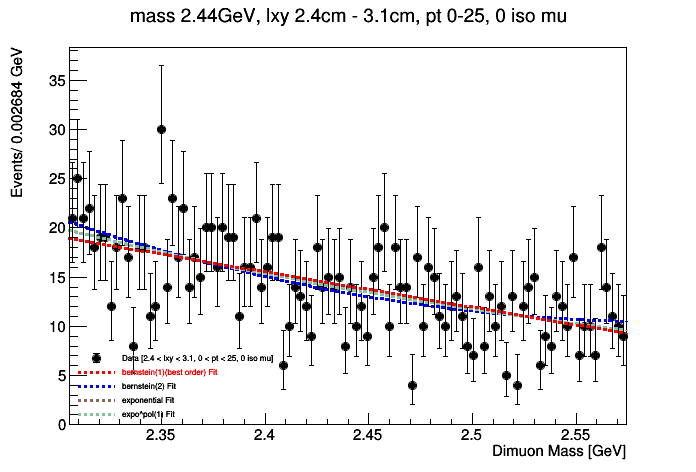 mass 2.44GeV, lxy 2.4cm - 3.1cm, pt 0-25, 0 iso mu
Events/ 0.002684 GeV
35
30
25
20
15
10
5
0
Data [2.4 < lxy < 3.1, 0 < pt < 25, 0 iso mu]
bernstein(1)(best order) Fit
bernstein(2) Fit
exponential Fit
expo*pol(1) Fit
2.35 2.4 2.45 2.5 2.55
Dimuon Mass [GeV]